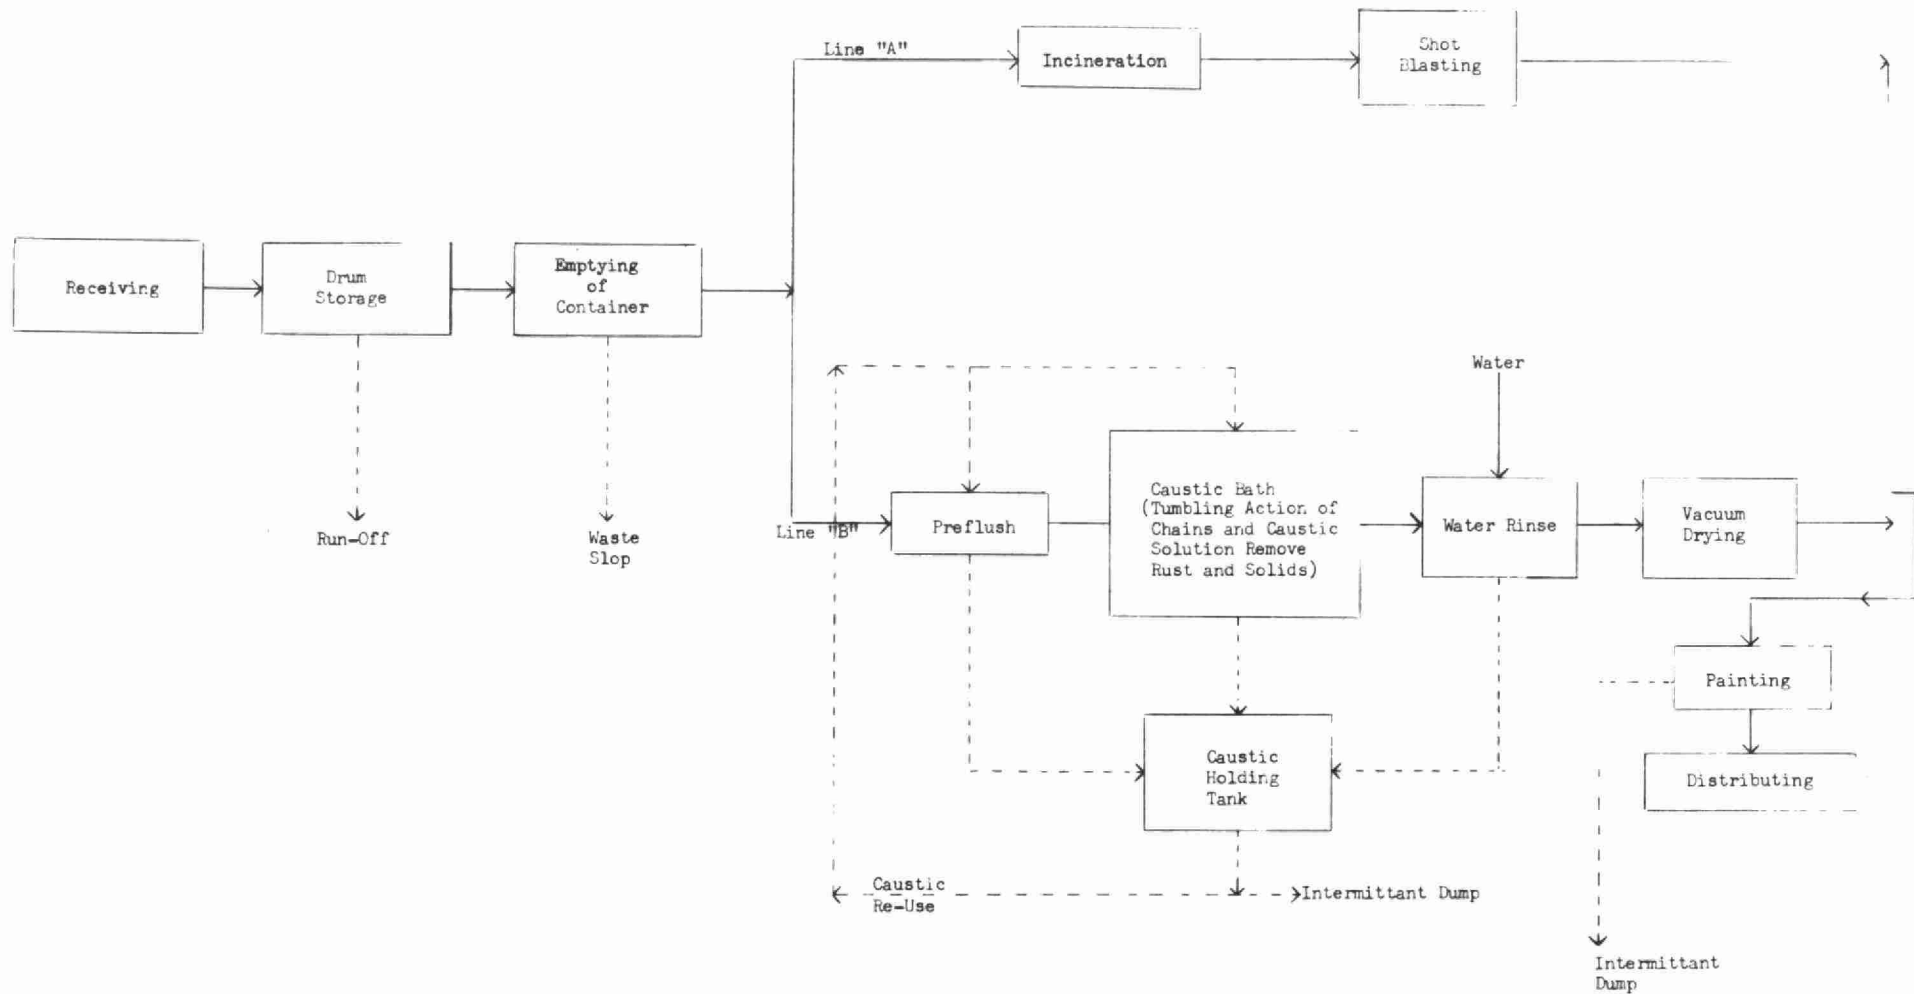 Line "A"
Incineration
Shot
Blasting
Receiving
Drum
Storage
Emptying
of
Container
Run-Off
Waste
Slop
Line "B"
Preflush
Caustic Bath
(Tumbling Action of
Chains and Caustic
Solution Remove
Rust and Solids)
Water
Water Rinse
Vacuum
Drying
Painting
Distributing
Caustic
Holding
Tank
Caustic
Re-Use
Intermittant Dump
Intermittant
Dump